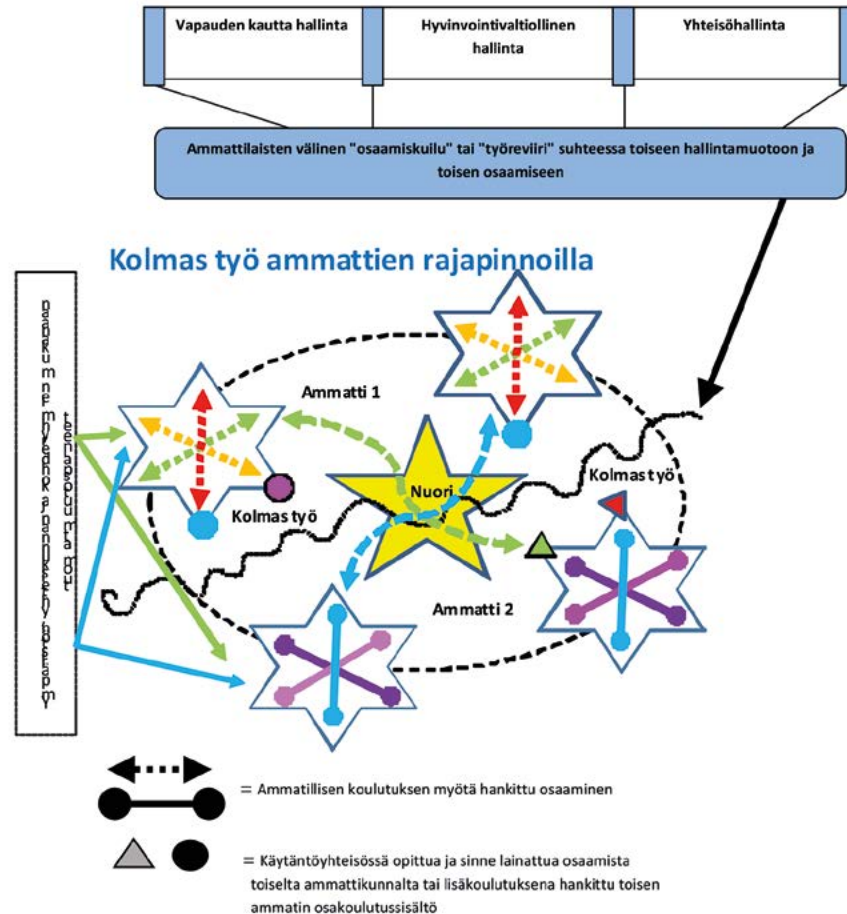 Vapauden kautta hallinta
Hyvinvointivaltiollinen
hallinta
Yhteisöhallinta
Ammattilaisten välinen "osaamiskuilu" tai "työreviiri" suhteessa toiseen hallintamuotoon ja
toisen osaamiseen
Kolmas työ ammattien rajapinnoilla
Ammatti 1
Kolmas työ
Nuori
Kolmas työ
Ammatti 2
= Ammatillisen koulutuksen myötä hankittu osaaminen
= Käytäntöyhteisössä opittua ja sinne lainattua osaamista
toiselta ammattikunnalta tai lisäkoulutuksena hankittu toisen
ammatin osakoulutussisältö